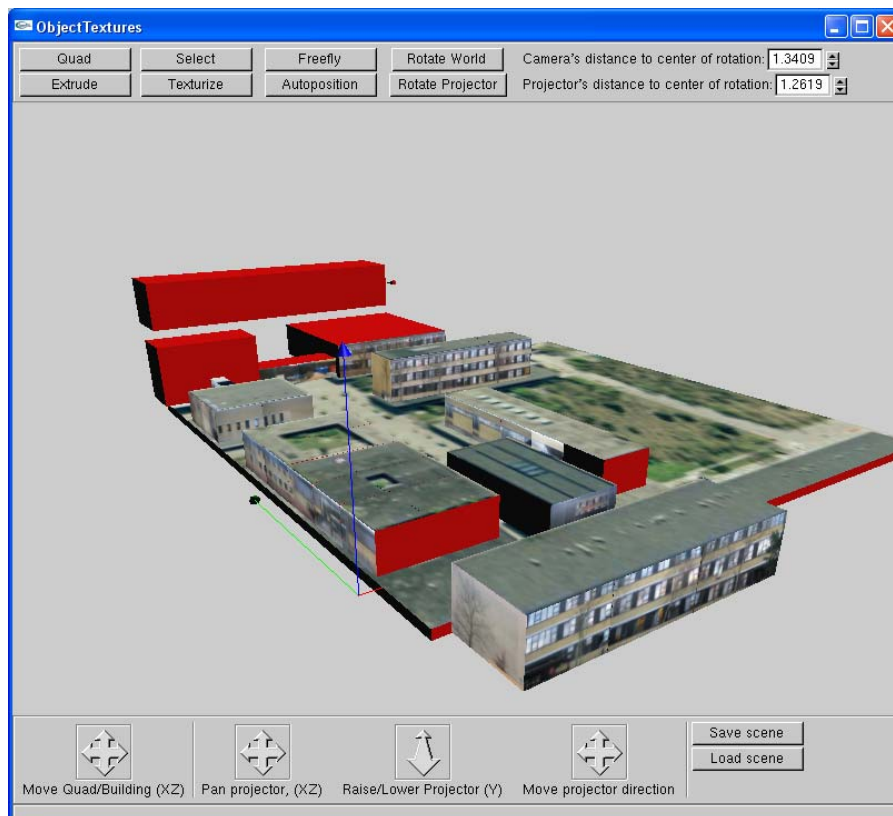 ObjectTextures
Quad Select Freefly Rotate World Camera's distance to center of rotation: 1.3409
Extrude Texturize Autoposition Rotate Projector Projector's distance to center of rotation: 1.2619
Save scene
Load scene
Move Quad/Building (XZ) Pan projector, (XZ) Raise/Lower Projector (Y) Move projector direction